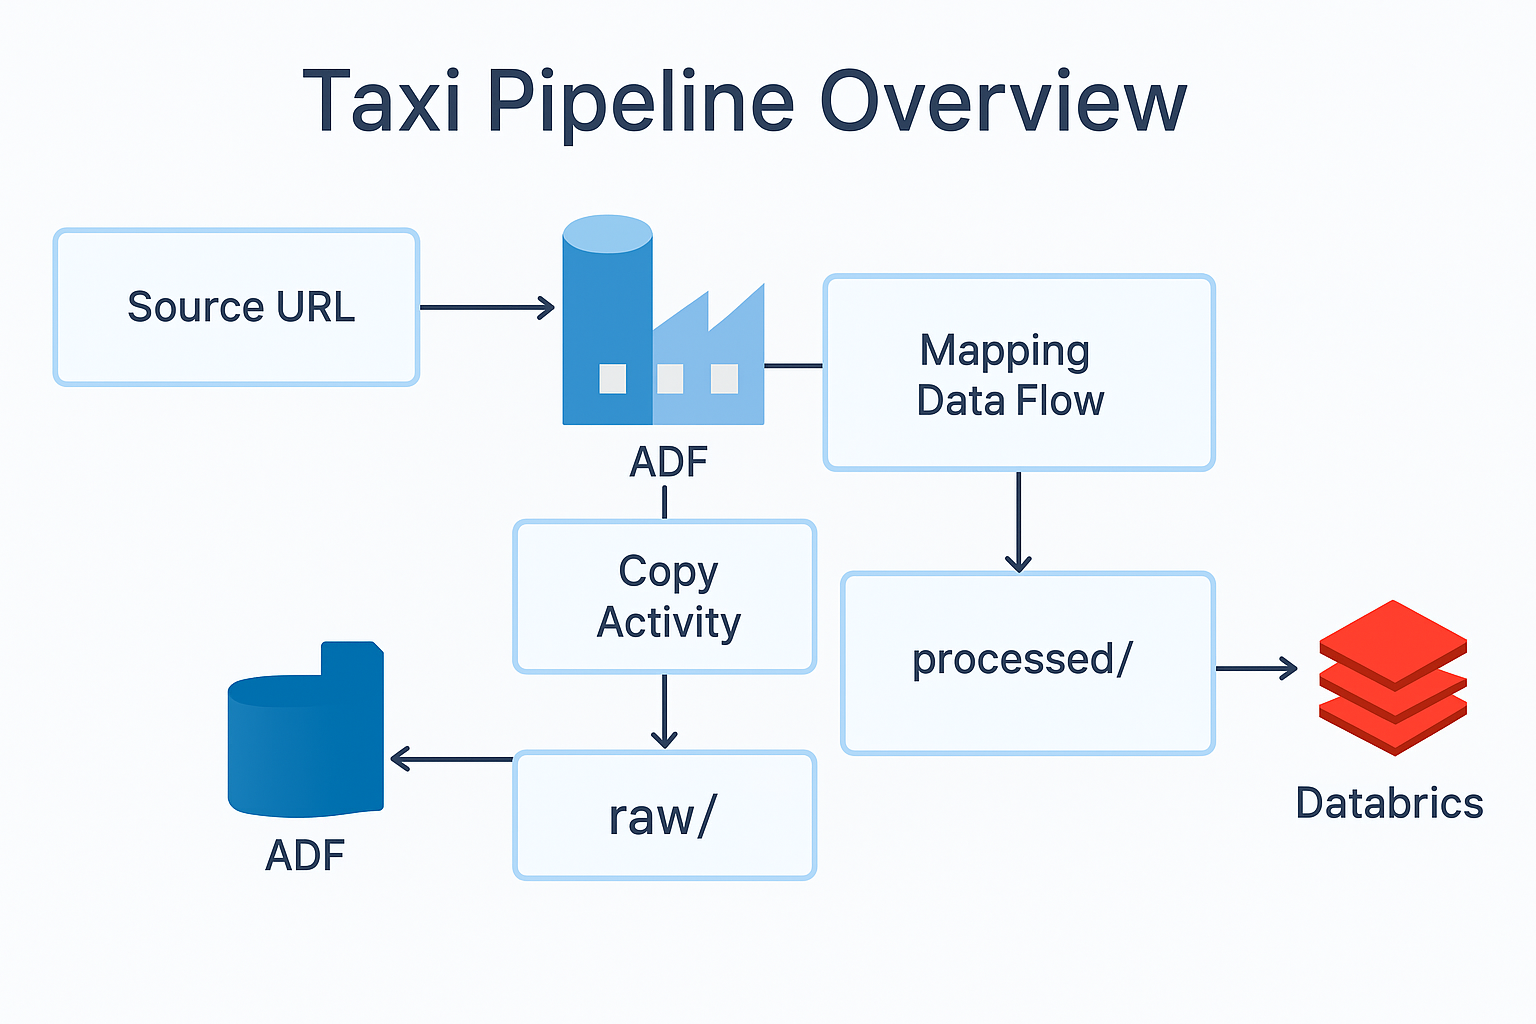 Taxi Pipeline Overview
Source URL
ADF
Mapping
Data Flow
Copy
Activity
processed/
raw/
ADF
Databrics